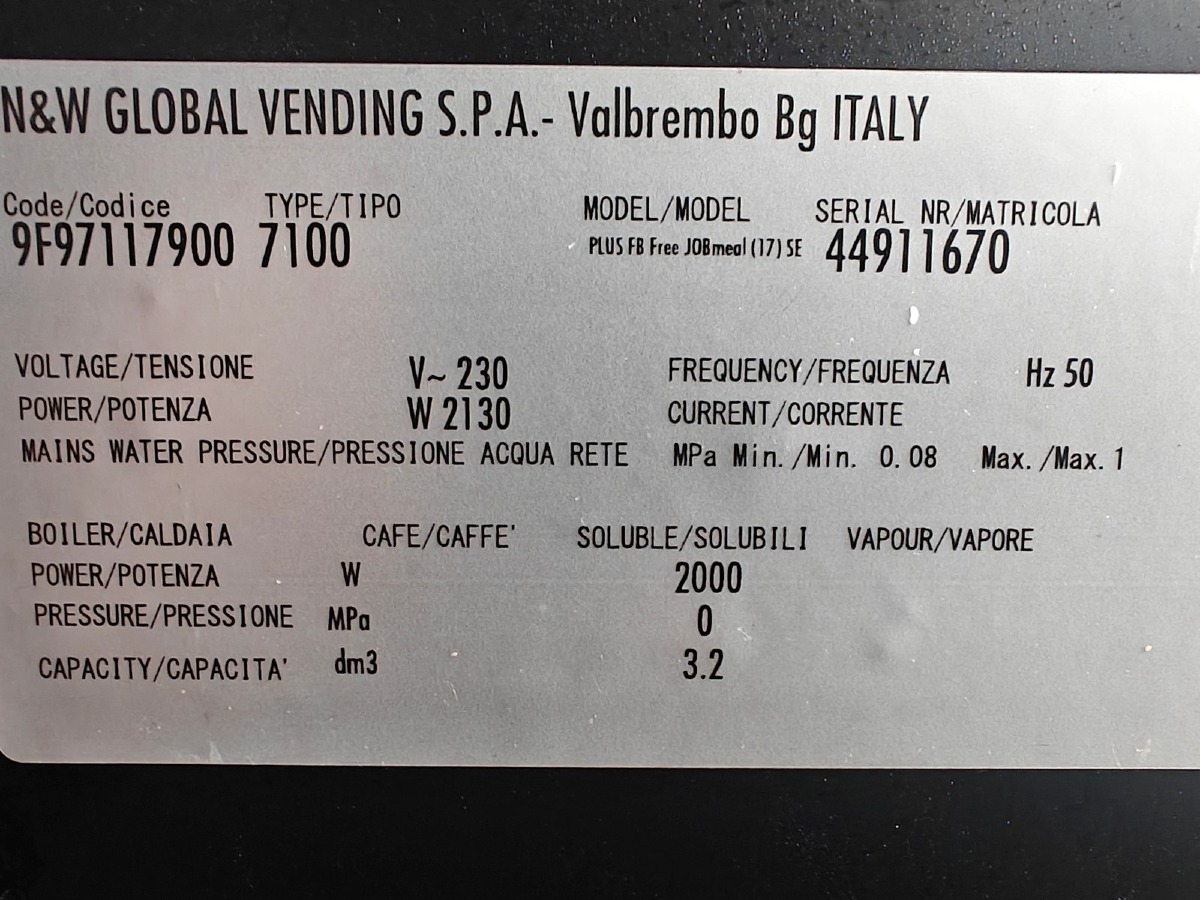 N&W GLOBAL VENDING S.P.A.- Valbrembo Bg ITALY
Code/Codice TYPE/TIPO MODEL/MODEL SERIAL NR/MATRICOLA
9F97117900 7100 PLUS FB Free JOBmeal (17) SE 44911670
VOLTAGE/TENSIONE V~ 230 FREQUENCY/FREQUENZA Hz 50
POWER/POTENZA W 2130 CURRENT/CORRENTE
MAINS WATER PRESSURE/PRESSIONE ACQUA RETE MPa Min./Min. 0.08 Max./Max. 1
BOILER/CALDAIA CAFE/CAFFE' SOLUBLE/SOLUBILI VAPOUR/VAPORE
POWER/POTENZA W 2000
PRESSURE/PRESSIONE MPa 0
CAPACITY/CAPACITA' dm3 3.2